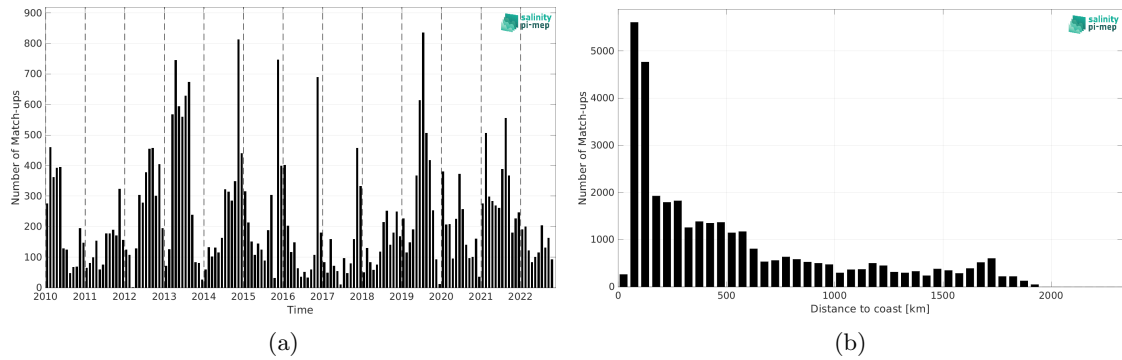 900
800
700
600
500
400
300
200
100
0
Number of Match-ups
2010 2011 2012 2013 2014 2015 2016 2017 2018 2019 2020 2021 2022
Time
salinity
pi-mep
(a)
5000
4000
3000
2000
1000
0
Number of Match-ups
0 500 1000 1500 2000
Distance to coast [km]
salinity
pi-mep
(b)